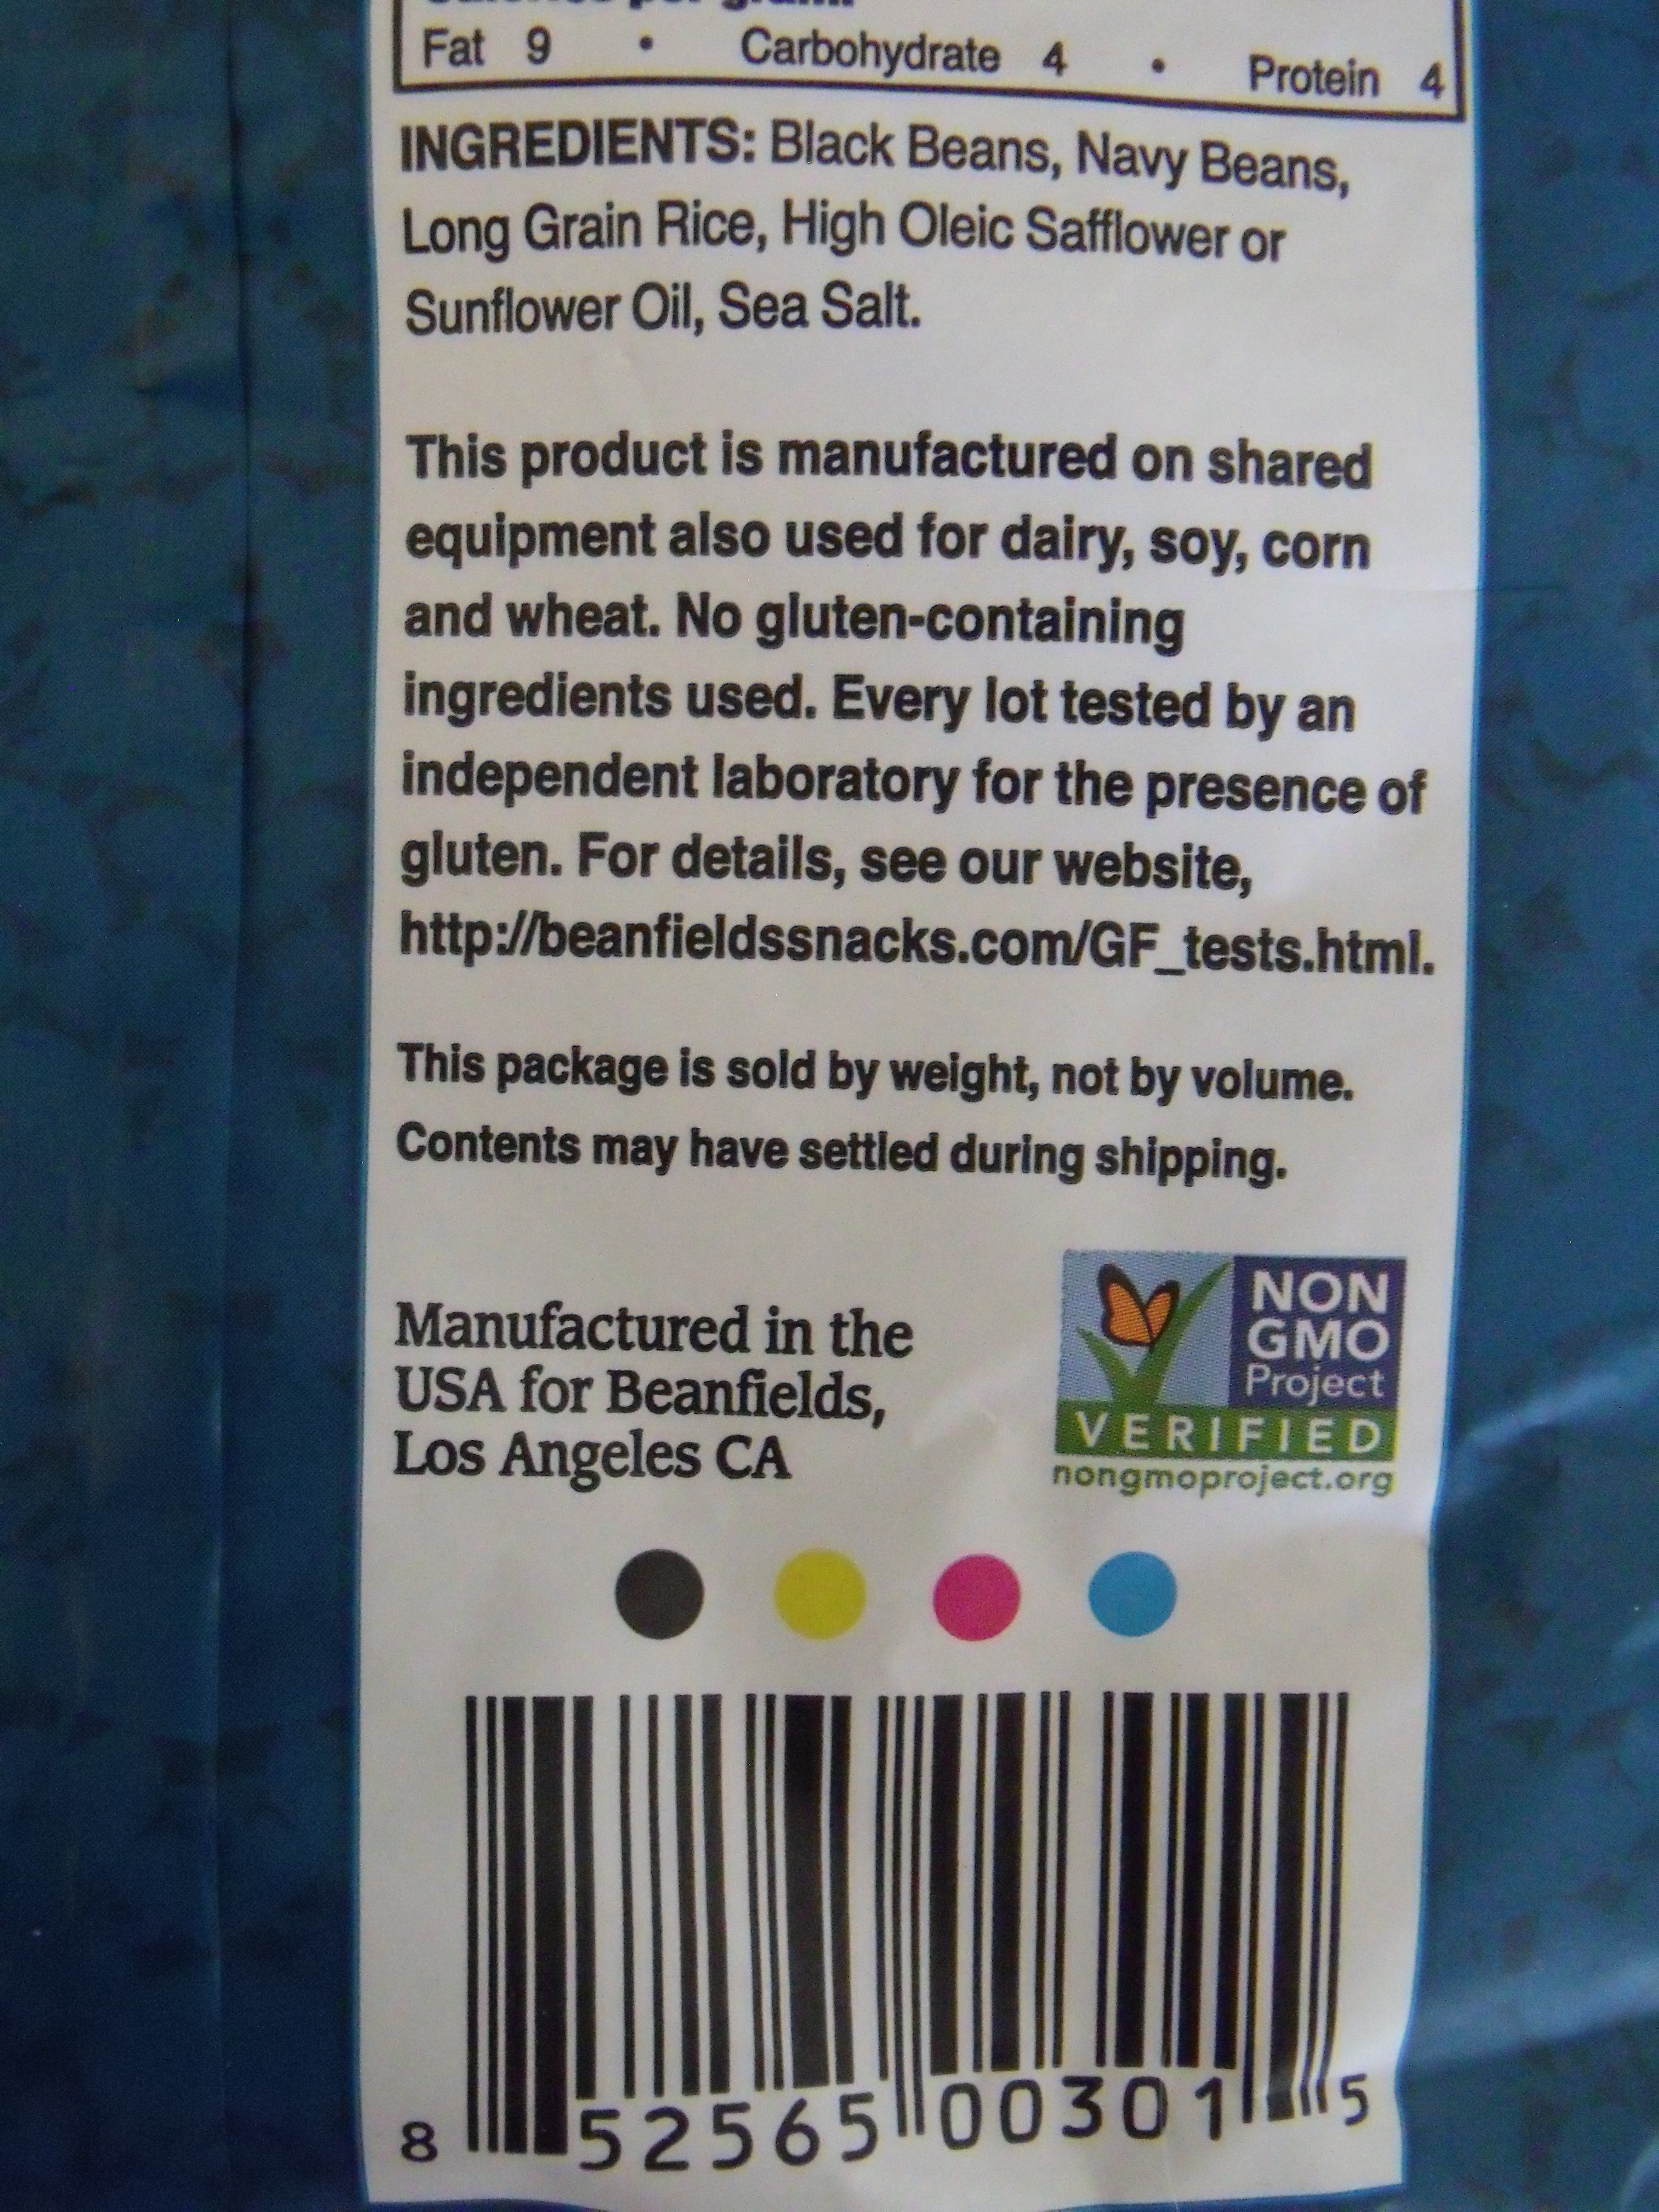 Calories per gram:
Fat 9 • Carbohydrate 4 • Protein 4
INGREDIENTS: Black Beans, Navy Beans,
Long Grain Rice, High Oleic Safflower or
Sunflower Oil, Sea Salt.
This product is manufactured on shared
equipment also used for dairy, soy, corn
and wheat. No gluten-containing
ingredients used. Every lot tested by an
independent laboratory for the presence of
gluten. For details, see our website,
http://beanfieldssnacks.com/GF_tests.html.
This package is sold by weight, not by volume.
Contents may have settled during shipping.
Manufactured in the
USA for Beanfields,
Los Angeles CA
NON
GMO
Project
VERIFIED
nongmoproject.org
8 52565 00301 5